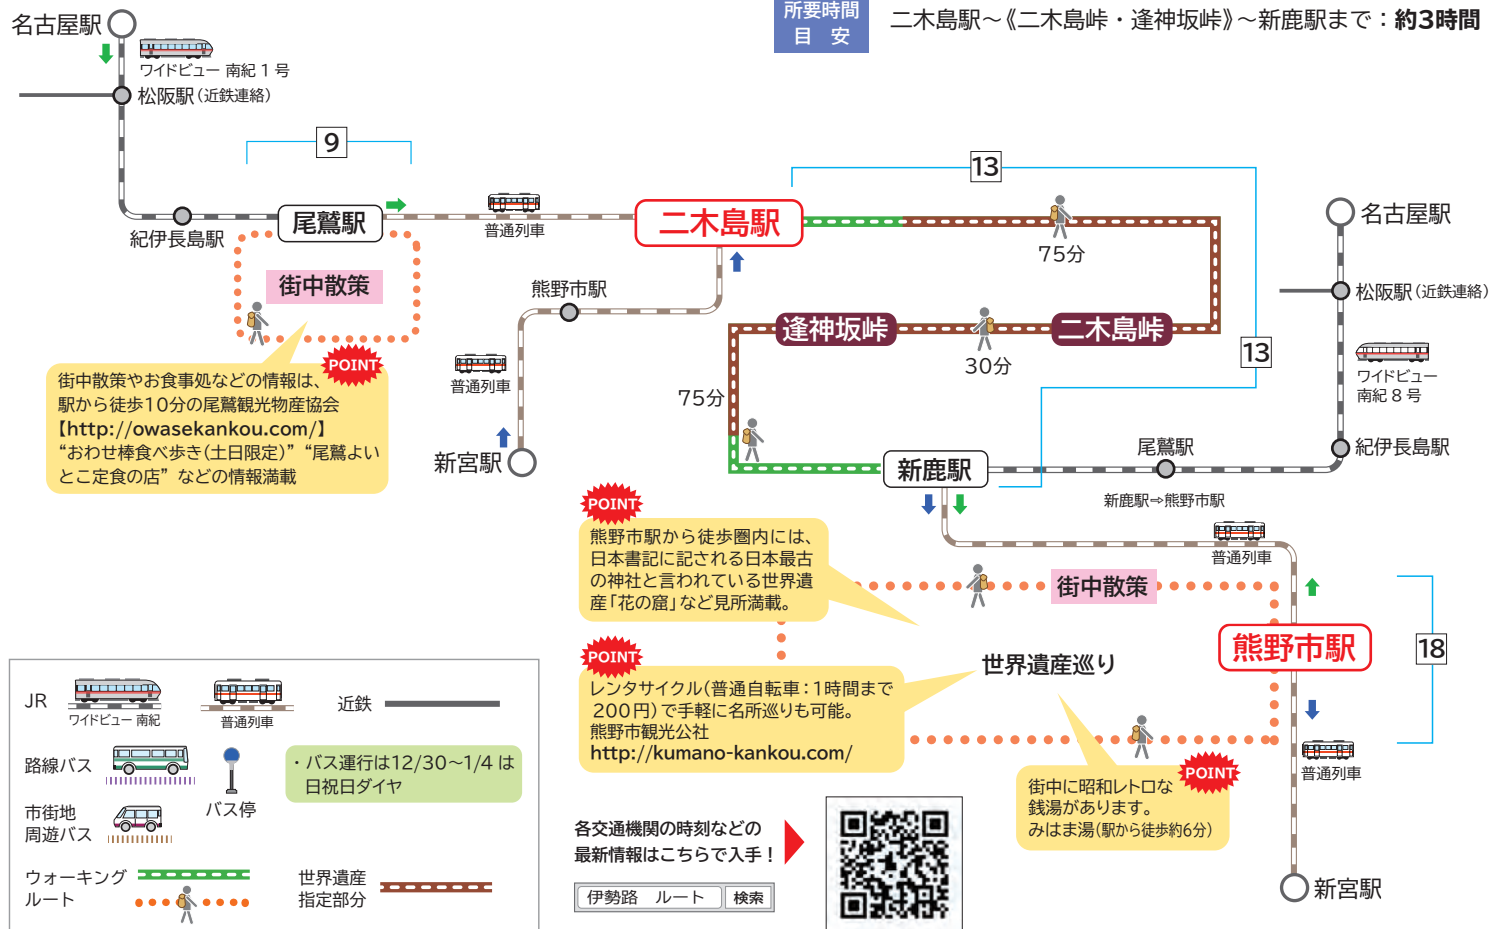 所要時間
目　安
二木島駅～《二木島峠・逢神坂峠》～新鹿駅まで：約3時間
名古屋駅
ワイドビュー 南紀 1 号
松阪駅（近鉄連絡）
9
13
紀伊長島駅
尾鷲駅
普通列車
二木島駅
75分
名古屋駅
街中散策
熊野市駅
松阪駅（近鉄連絡）
逢神坂峠
二木島峠
30分
13
ワイドビュー
南紀 8 号
普通列車
75分
POINT
街中散策やお食事処などの情報は、
駅から徒歩10分の尾鷲観光物産協会
【http://owasekankou.com/】
“おわせ棒食べ歩き(土日限定)”“尾鷲よい
とこ定食の店” などの情報満載
新宮駅
新鹿駅
尾鷲駅
紀伊長島駅
新鹿駅⇨熊野市駅
普通列車
POINT
熊野市駅から徒歩圏内には、
日本書記に記される日本最古
の神社と言われている世界遺
産「花の窟」など見所満載。
街中散策
熊野市駅
18
世界遺産巡り
POINT
レンタサイクル(普通自転車：1時間まで
200円)で手軽に名所巡りも可能。
熊野市観光公社
http://kumano-kankou.com/
普通列車
POINT
街中に昭和レトロな
銭湯があります。
みはま湯(駅から徒歩約6分)
新宮駅
JR
ワイドビュー 南紀
普通列車
近鉄
路線バス
バス停
・バス運行は12/30～1/4 は
日祝日ダイヤ
市街地
周遊バス
ウォーキング
ルート
世界遺産
指定部分
各交通機関の時刻などの
最新情報はこちらで入手！
伊勢路　ルート
検索